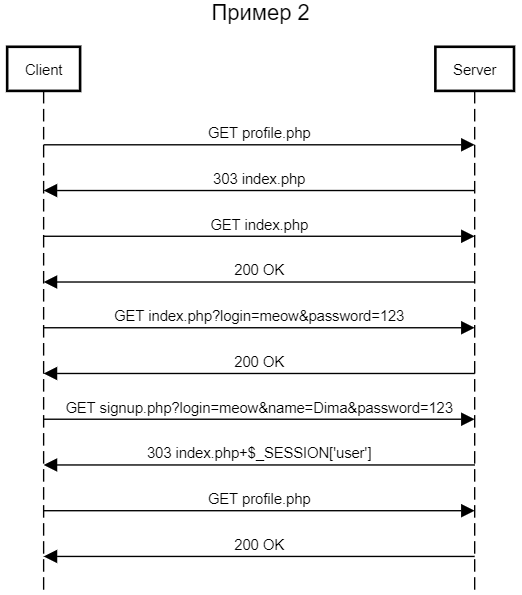 Пример 2
Client
Server
GET profile.php
303 index.php
GET index.php
200 OK
GET index.php?login=meow&password=123
200 OK
GET signup.php?login=meow&name=Dima&password=123
303 index.php+$_SESSION['user']
GET profile.php
200 OK